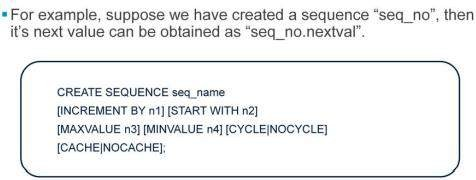 ▪ For example, suppose we have created a sequence “seq_no”, then
it’s next value can be obtained as “seq_no.nextval”.
CREATE SEQUENCE seq_name
[INCREMENT BY n1] [START WITH n2]
[MAXVALUE n3] [MINVALUE n4] [CYCLE|NOCYCLE]
[CACHE|NOCACHE];